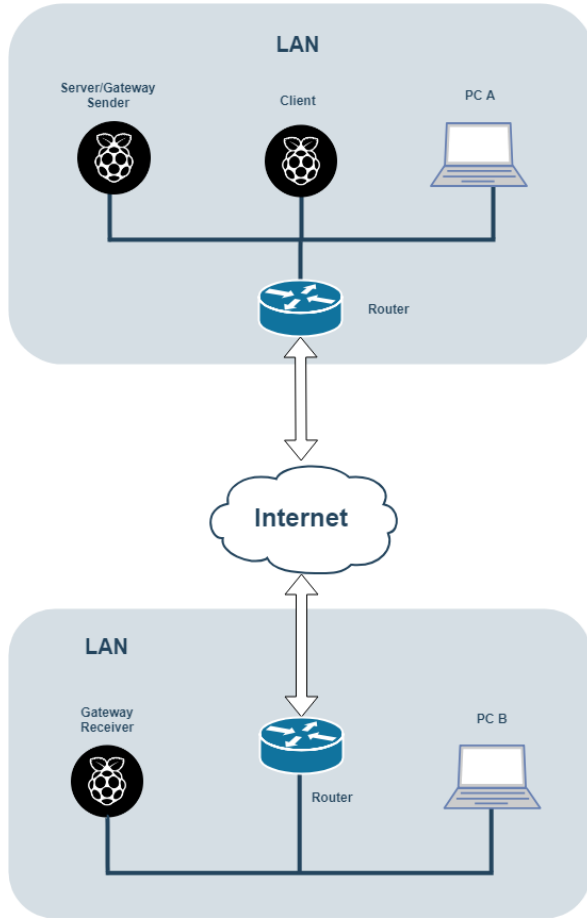 LAN
Server/Gateway
Sender
Client
PC A
Router
Internet
LAN
Gateway
Receiver
PC B
Router